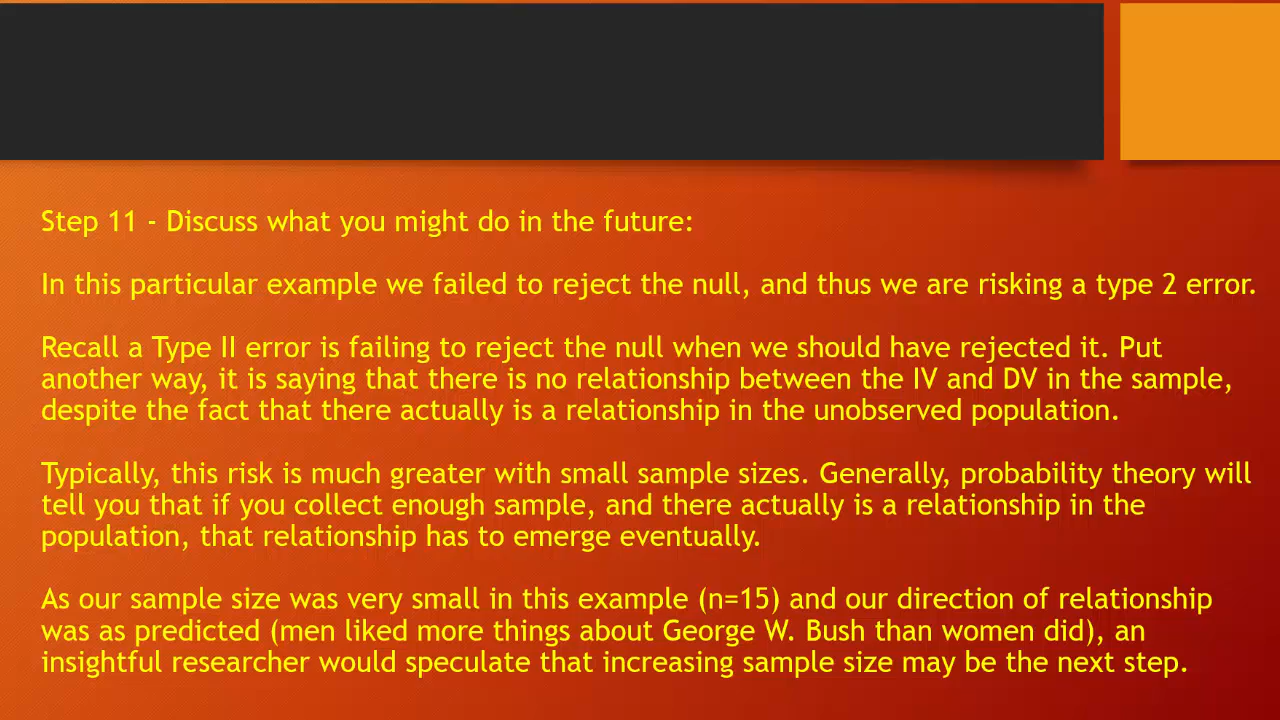 Step 11 - Discuss what you might do in the future:
In this particular example we failed to reject the null, and thus we are risking a type 2 error.
Recall a Type II error is failing to reject the null when we should have rejected it. Put
another way, it is saying that there is no relationship between the IV and DV in the sample,
despite the fact that there actually is a relationship in the unobserved population.
Typically, this risk is much greater with small sample sizes. Generally, probability theory will
tell you that if you collect enough sample, and there actually is a relationship in the
population, that relationship has to emerge eventually.
As our sample size was very small in this example (n=15) and our direction of relationship
was as predicted (men liked more things about George W. Bush than women did), an
insightful researcher would speculate that increasing sample size may be the next step.